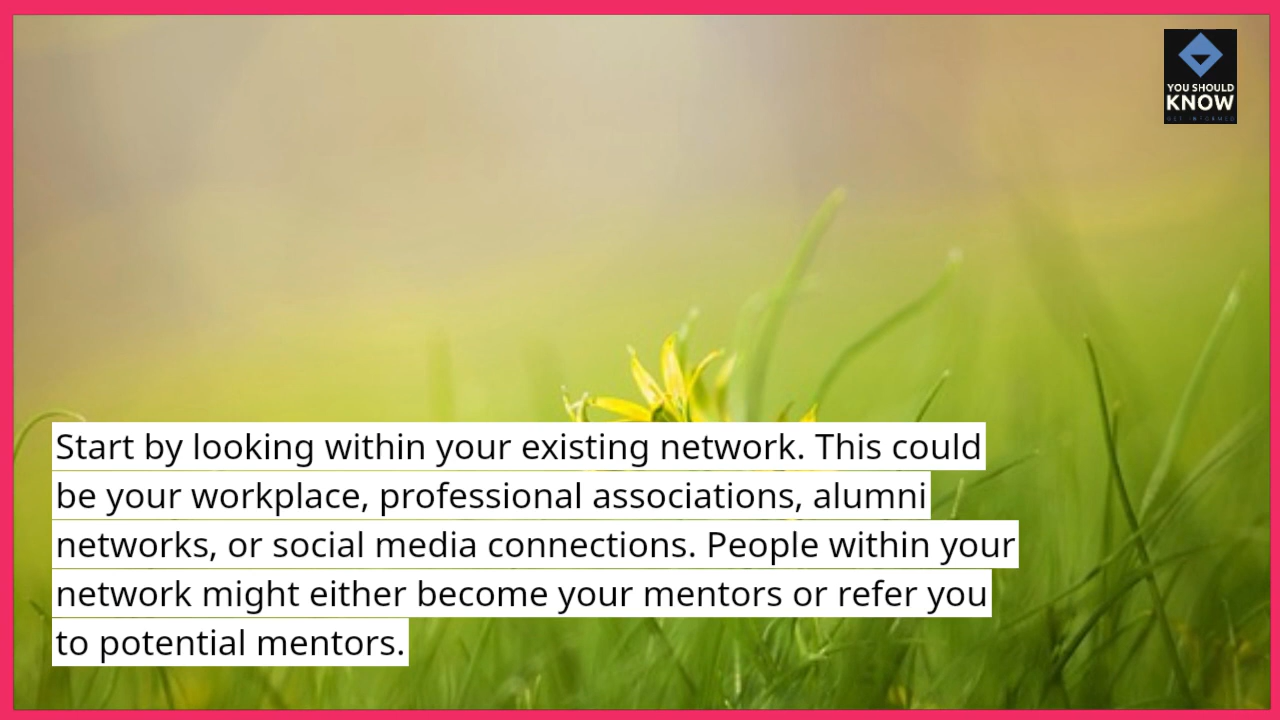 YOU SHOULD
KNOW
GET INFORMED
Start by looking within your existing network. This could
be your workplace, professional associations, alumni
networks, or social media connections. People within your
network might either become your mentors or refer you
to potential mentors.